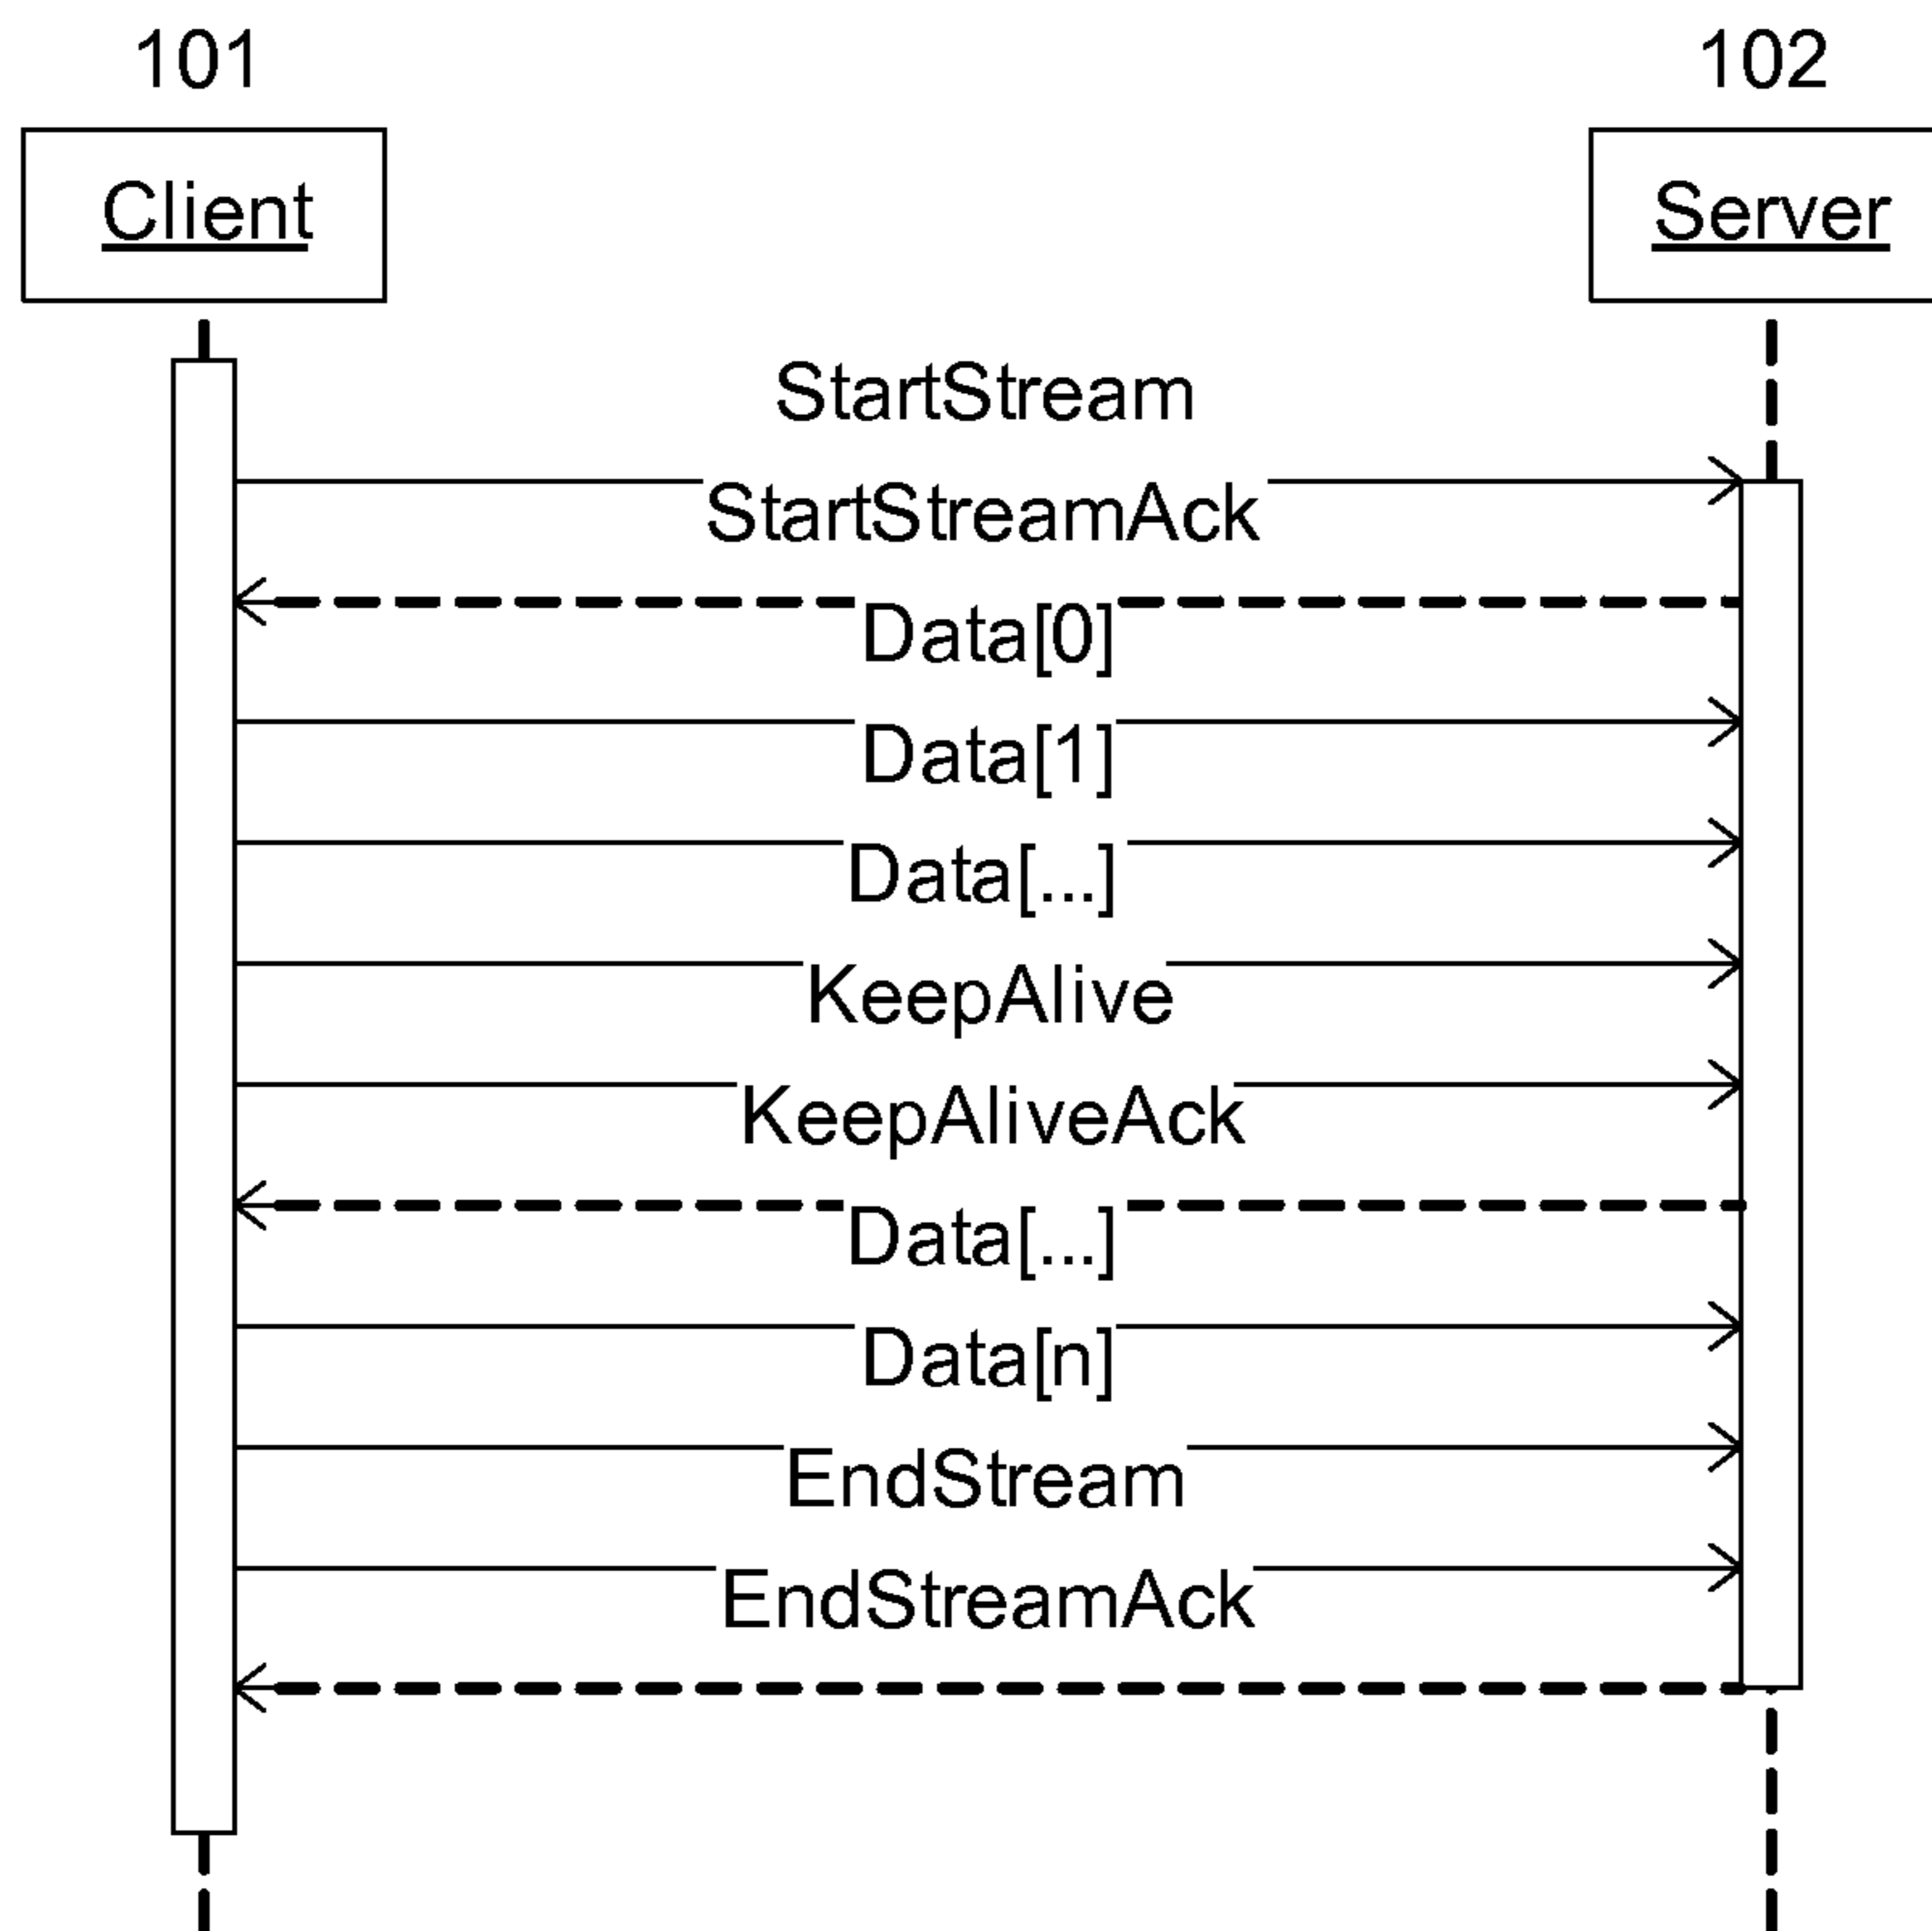 101 102
Client Server
StartStream
StartStreamAck
Data[0]
Data[1]
Data[...]
KeepAlive
KeepAliveAck
Data[...]
Data[n]
EndStream
EndStreamAck